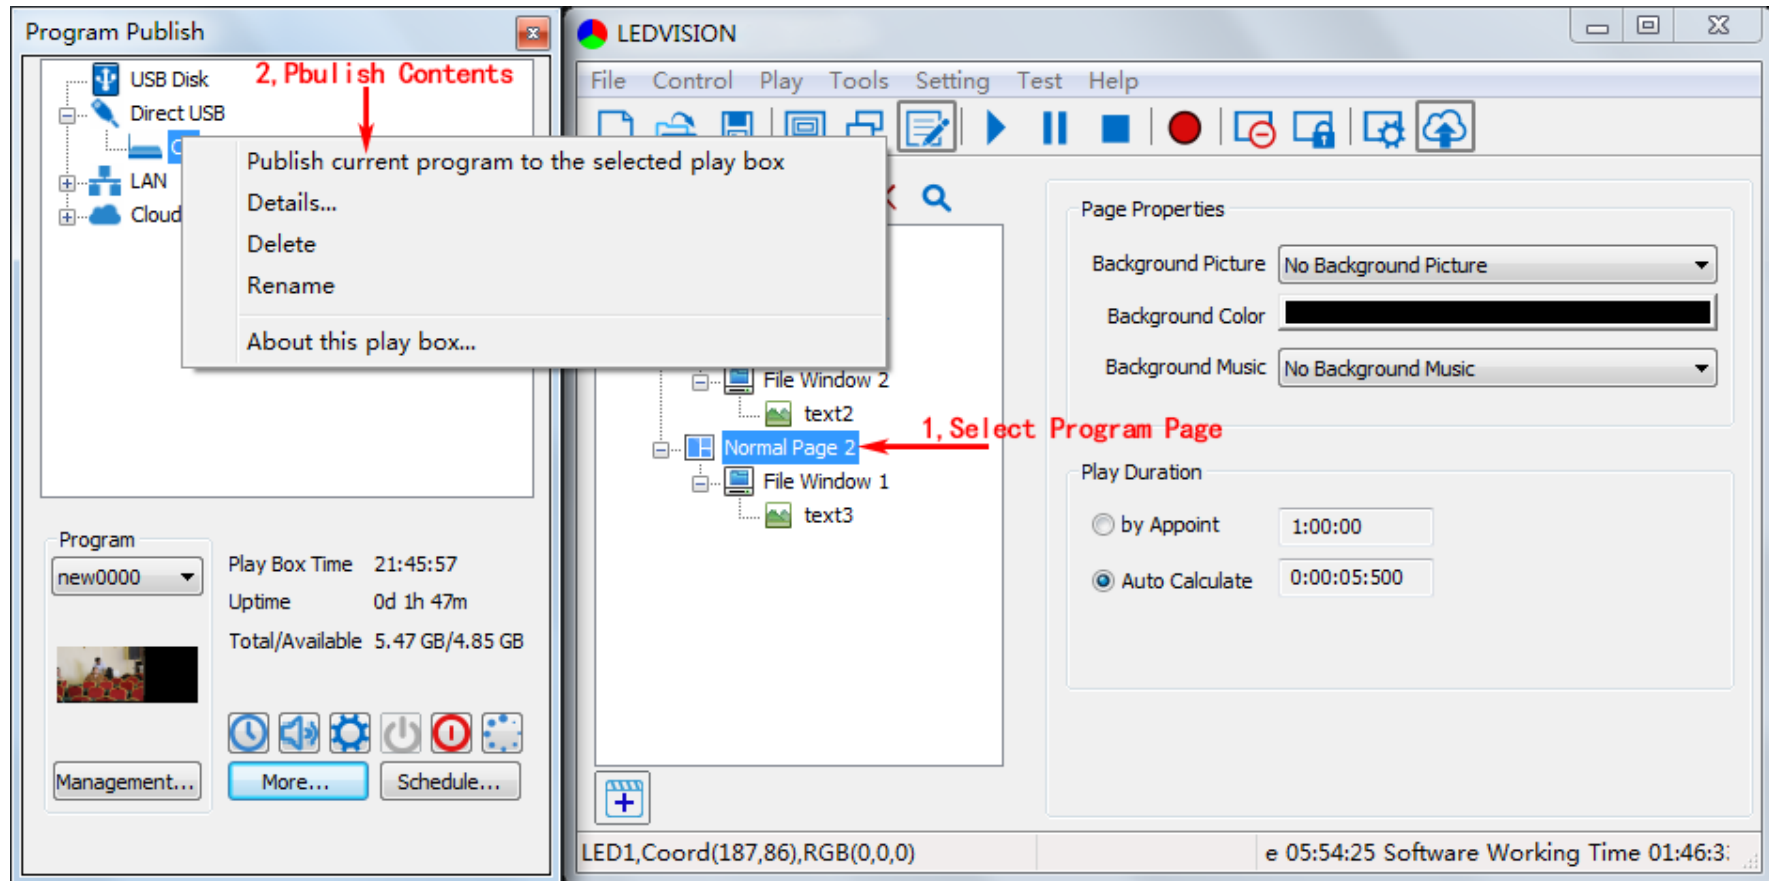 Program Publish
USB Disk
2,Pbulish Contents
Direct USB
LAN
Cloud
Publish current program to the selected play box
Details...
Delete
Rename
About this play box...
Program
new0000
Play Box Time 21:45:57
Uptime 0d 1h 47m
Total/Available 5.47 GB/4.85 GB
Management...
More...
Schedule...
LEDVISION
File Control Play Tools Setting Test Help
File Window 2
text2
1,Select Program Page
Normal Page 2
File Window 1
text3
Page Properties
Background Picture No Background Picture
Background Color
Background Music No Background Music
Play Duration
by Appoint 1:00:00
Auto Calculate 0:00:05:500
LED1,Coord(187,86),RGB(0,0,0)
e 05:54:25 Software Working Time 01:46:3